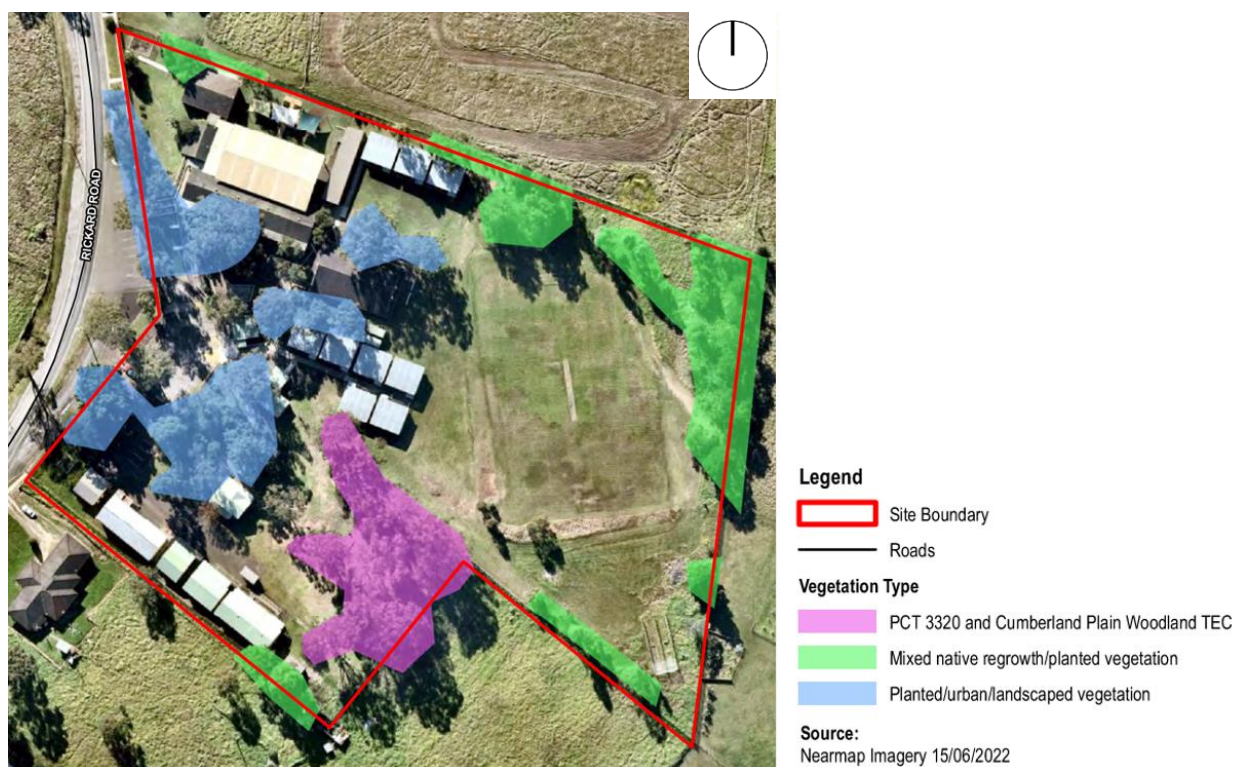 RICKARD ROAD
Legend
Site Boundary
Roads
Vegetation Type
PCT 3320 and Cumberland Plain Woodland TEC
Mixed native regrowth/planted vegetation
Planted/urban/landscaped vegetation
Source:
Nearmap Imagery 15/06/2022